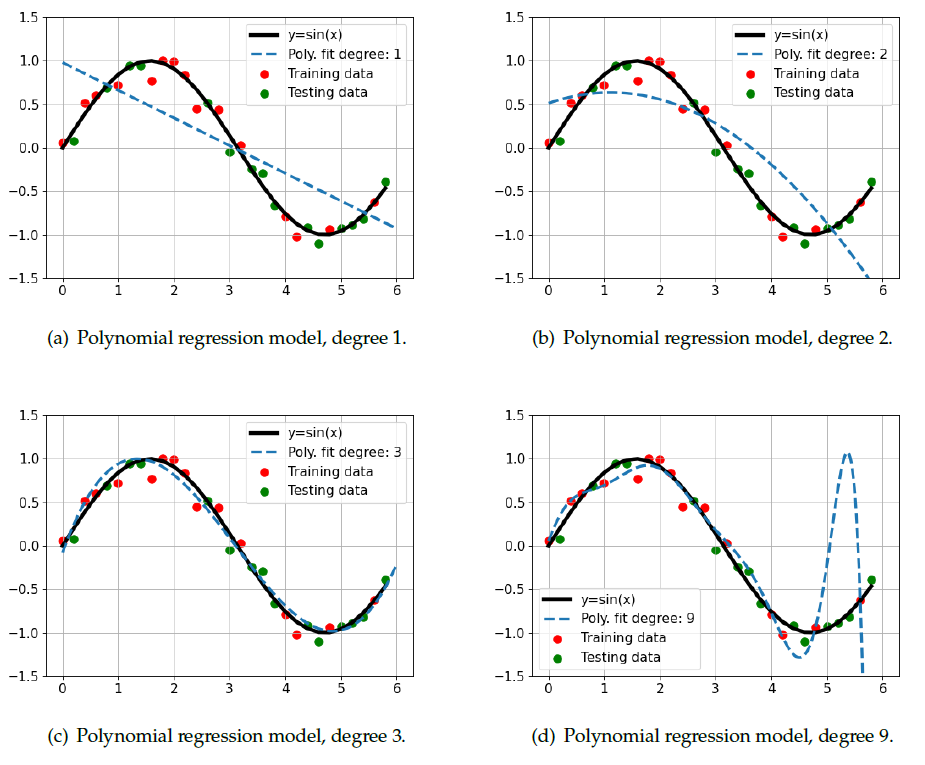 1.5
1.0
0.5
0.0
−0.5
−1.0
−1.5
0 1 2 3 4 5 6
y=sin(x)
Poly. fit degree: 1
Training data
Testing data
(a) Polynomial regression model, degree 1.
1.5
1.0
0.5
0.0
−0.5
−1.0
−1.5
0 1 2 3 4 5 6
y=sin(x)
Poly. fit degree: 2
Training data
Testing data
(b) Polynomial regression model, degree 2.
1.5
1.0
0.5
0.0
−0.5
−1.0
−1.5
0 1 2 3 4 5 6
y=sin(x)
Poly. fit degree: 3
Training data
Testing data
(c) Polynomial regression model, degree 3.
1.5
1.0
0.5
0.0
−0.5
−1.0
−1.5
0 1 2 3 4 5 6
y=sin(x)
Poly. fit degree: 9
Training data
Testing data
(d) Polynomial regression model, degree 9.